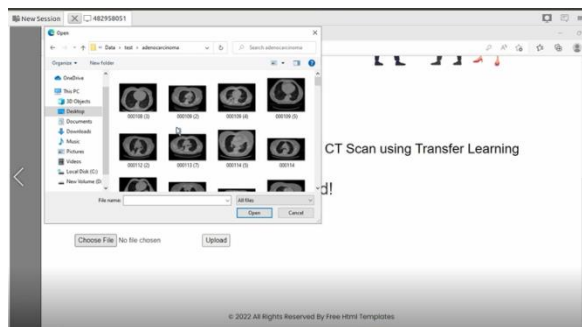 New Session
482958051
Open
Data › test › adenocarcinoma
Search adenocarcinoma
Organize
New folder
OneDrive
This PC
3D Objects
Desktop
Documents
Downloads
Music
Pictures
Videos
Local Disk (C:)
New Volume (D:
000108 (3)
000109 (2)
000109 (4)
000109 (5)
000112 (2)
000113 (7)
000114 (5)
000114
File name:
All files
Open
Cancel
CT Scan using Transfer Learning
d!
Choose File No file chosen
Upload
© 2022 All Rights Reserved By Free Html Templates